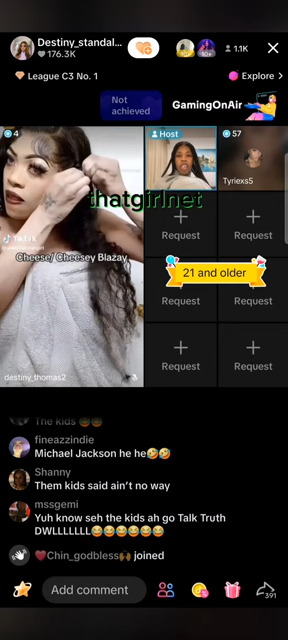 Destiny_standal...
176.3K
1.1K
League C3 No. 1
Explore >
Not
achieved
GamingOnAir
4
Host
57
thatgirlnet
Tyriexs5
TikTok
Cheese/ Cheesey Blazay
Request
Request
21 and older
Request
Request
destiny_thomas2
Request
Request
The kids 😂😂
fineazzindie
Michael Jackson he he🤣🤣
Shanny
Them kids said ain't no way
mssgemi
Yuh know seh the kids ah go Talk Truth
DWLLLLLLL😂😂😂😂😂😂
❤️Chin_godbless🙌 joined
Add comment
391